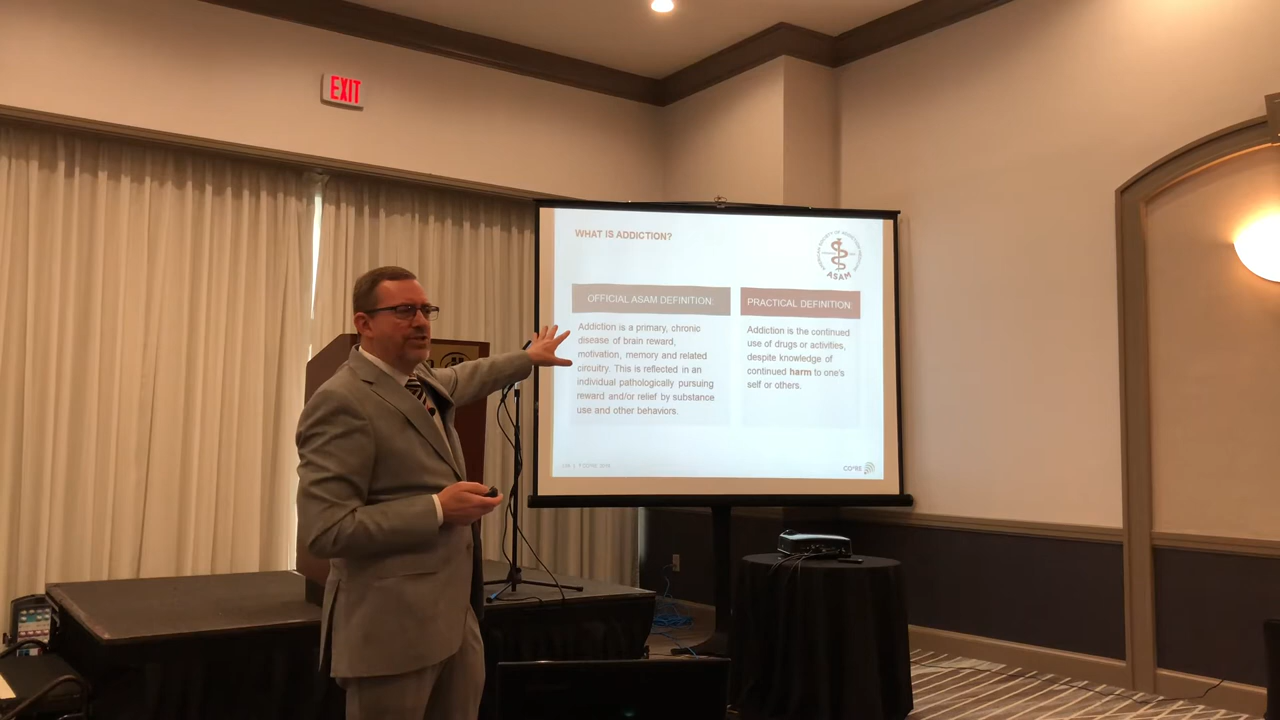 EXIT
WHAT IS ADDICTION?
ASAM
OFFICIAL ASAM DEFINITION:
Addiction is a primary, chronic
disease of brain reward,
motivation, memory and related
circuitry. This is reflected in an
individual pathologically pursuing
reward and/or relief by substance
use and other behaviors.
PRACTICAL DEFINITION:
Addiction is the continued
use of drugs or activities,
despite knowledge of
continued harm to one's
self or others.
CO*RE